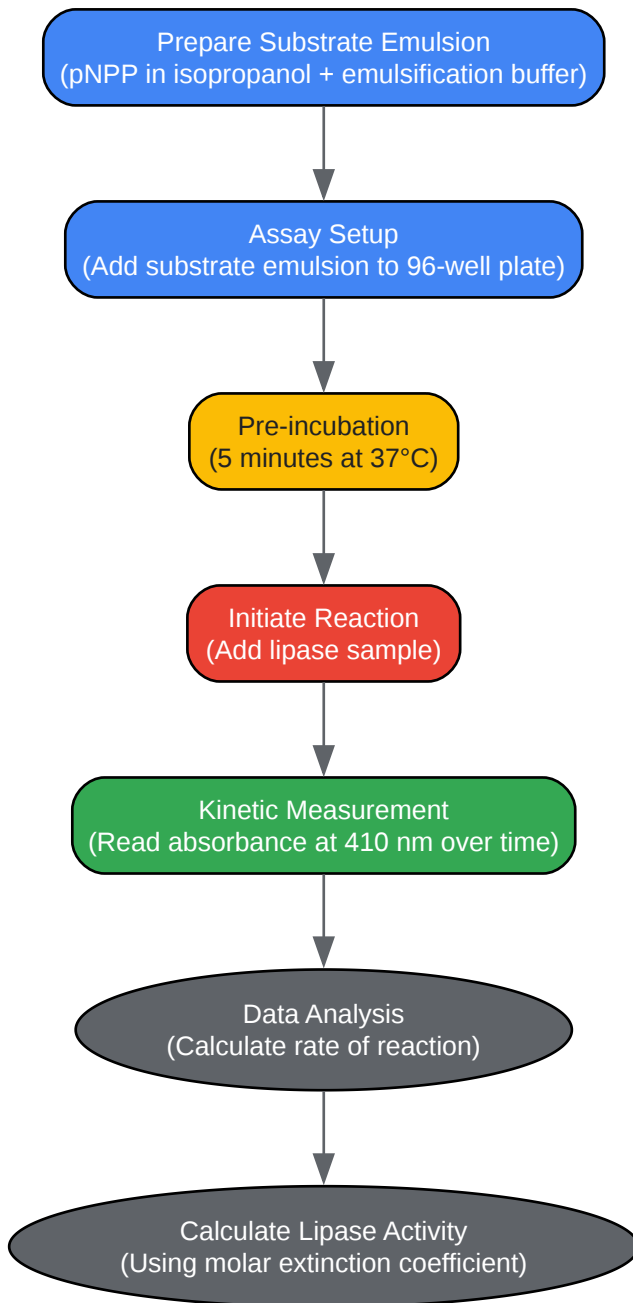 Prepare Substrate Emulsion
(pNPP in isopropanol + emulsification buffer)
Assay Setup
(Add substrate emulsion to 96-well plate)
Pre-incubation
(5 minutes at 37°C)
Initiate Reaction
(Add lipase sample)
Kinetic Measurement
(Read absorbance at 410 nm over time)
Data Analysis
(Calculate rate of reaction)
Calculate Lipase Activity
(Using molar extinction coefficient)